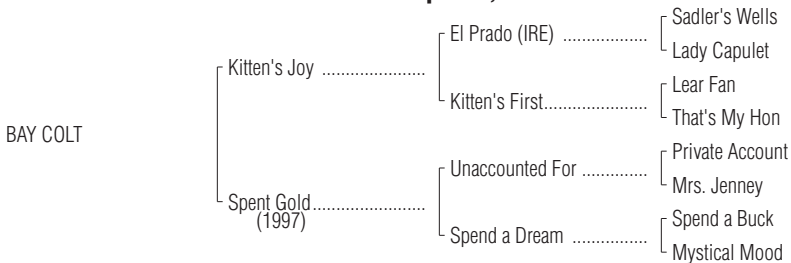 Sadler's Wells
El Prado (IRE) ..................
Lady Capulet
Kitten's Joy ......................
Lear Fan
Kitten's First......................
That's My Hon
BAY COLT
Private Account
Unaccounted For ..............
Mrs. Jenney
Spent Gold........................
(1997)
Spend a Buck
Spend a Dream ................
Mystical Mood